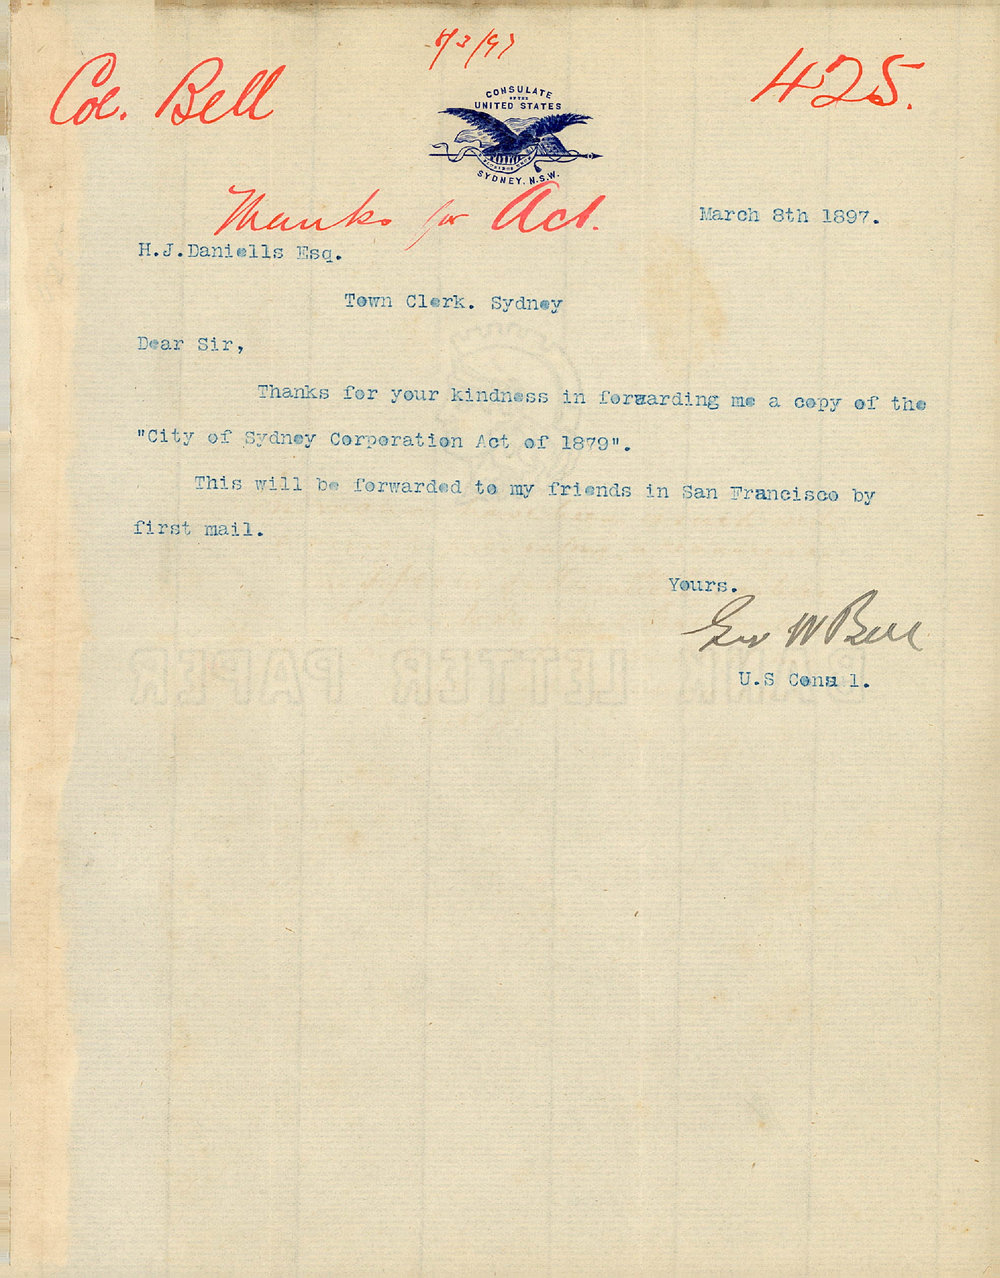 8/3/97
Col. Bell
425.
CONSULATE
OF THE
UNITED STATES
SYDNEY, N.S.W.
Thanks for Act.
March 8th 1897.
H.J.Daniells Esq.
Town Clerk. Sydney
Dear Sir,
Thanks for your kindness in forwarding me a copy of the
"City of Sydney Corporation Act of 1879".
This will be forwarded to my friends in San Francisco by
first mail.
Yours.
Geo W Bell
U.S Consul.
BANK LETTER PAPER